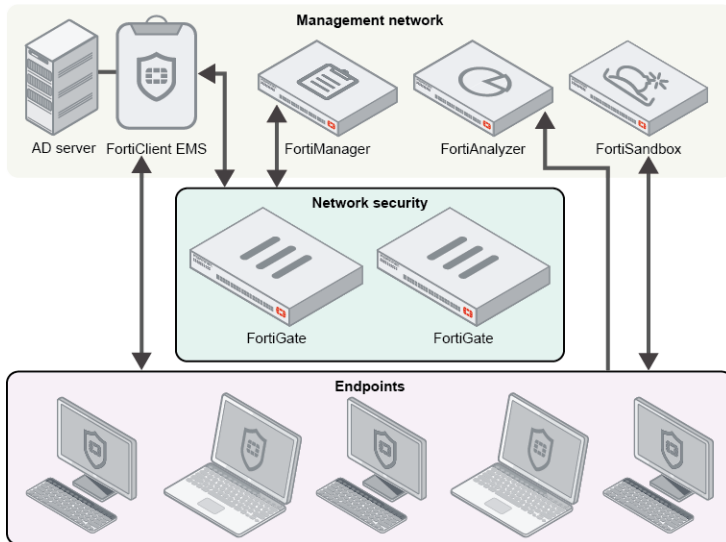 Management network
AD server
FortiClient EMS
FortiManager
FortiAnalyzer
FortiSandbox
Network security
FortiGate
FortiGate
Endpoints